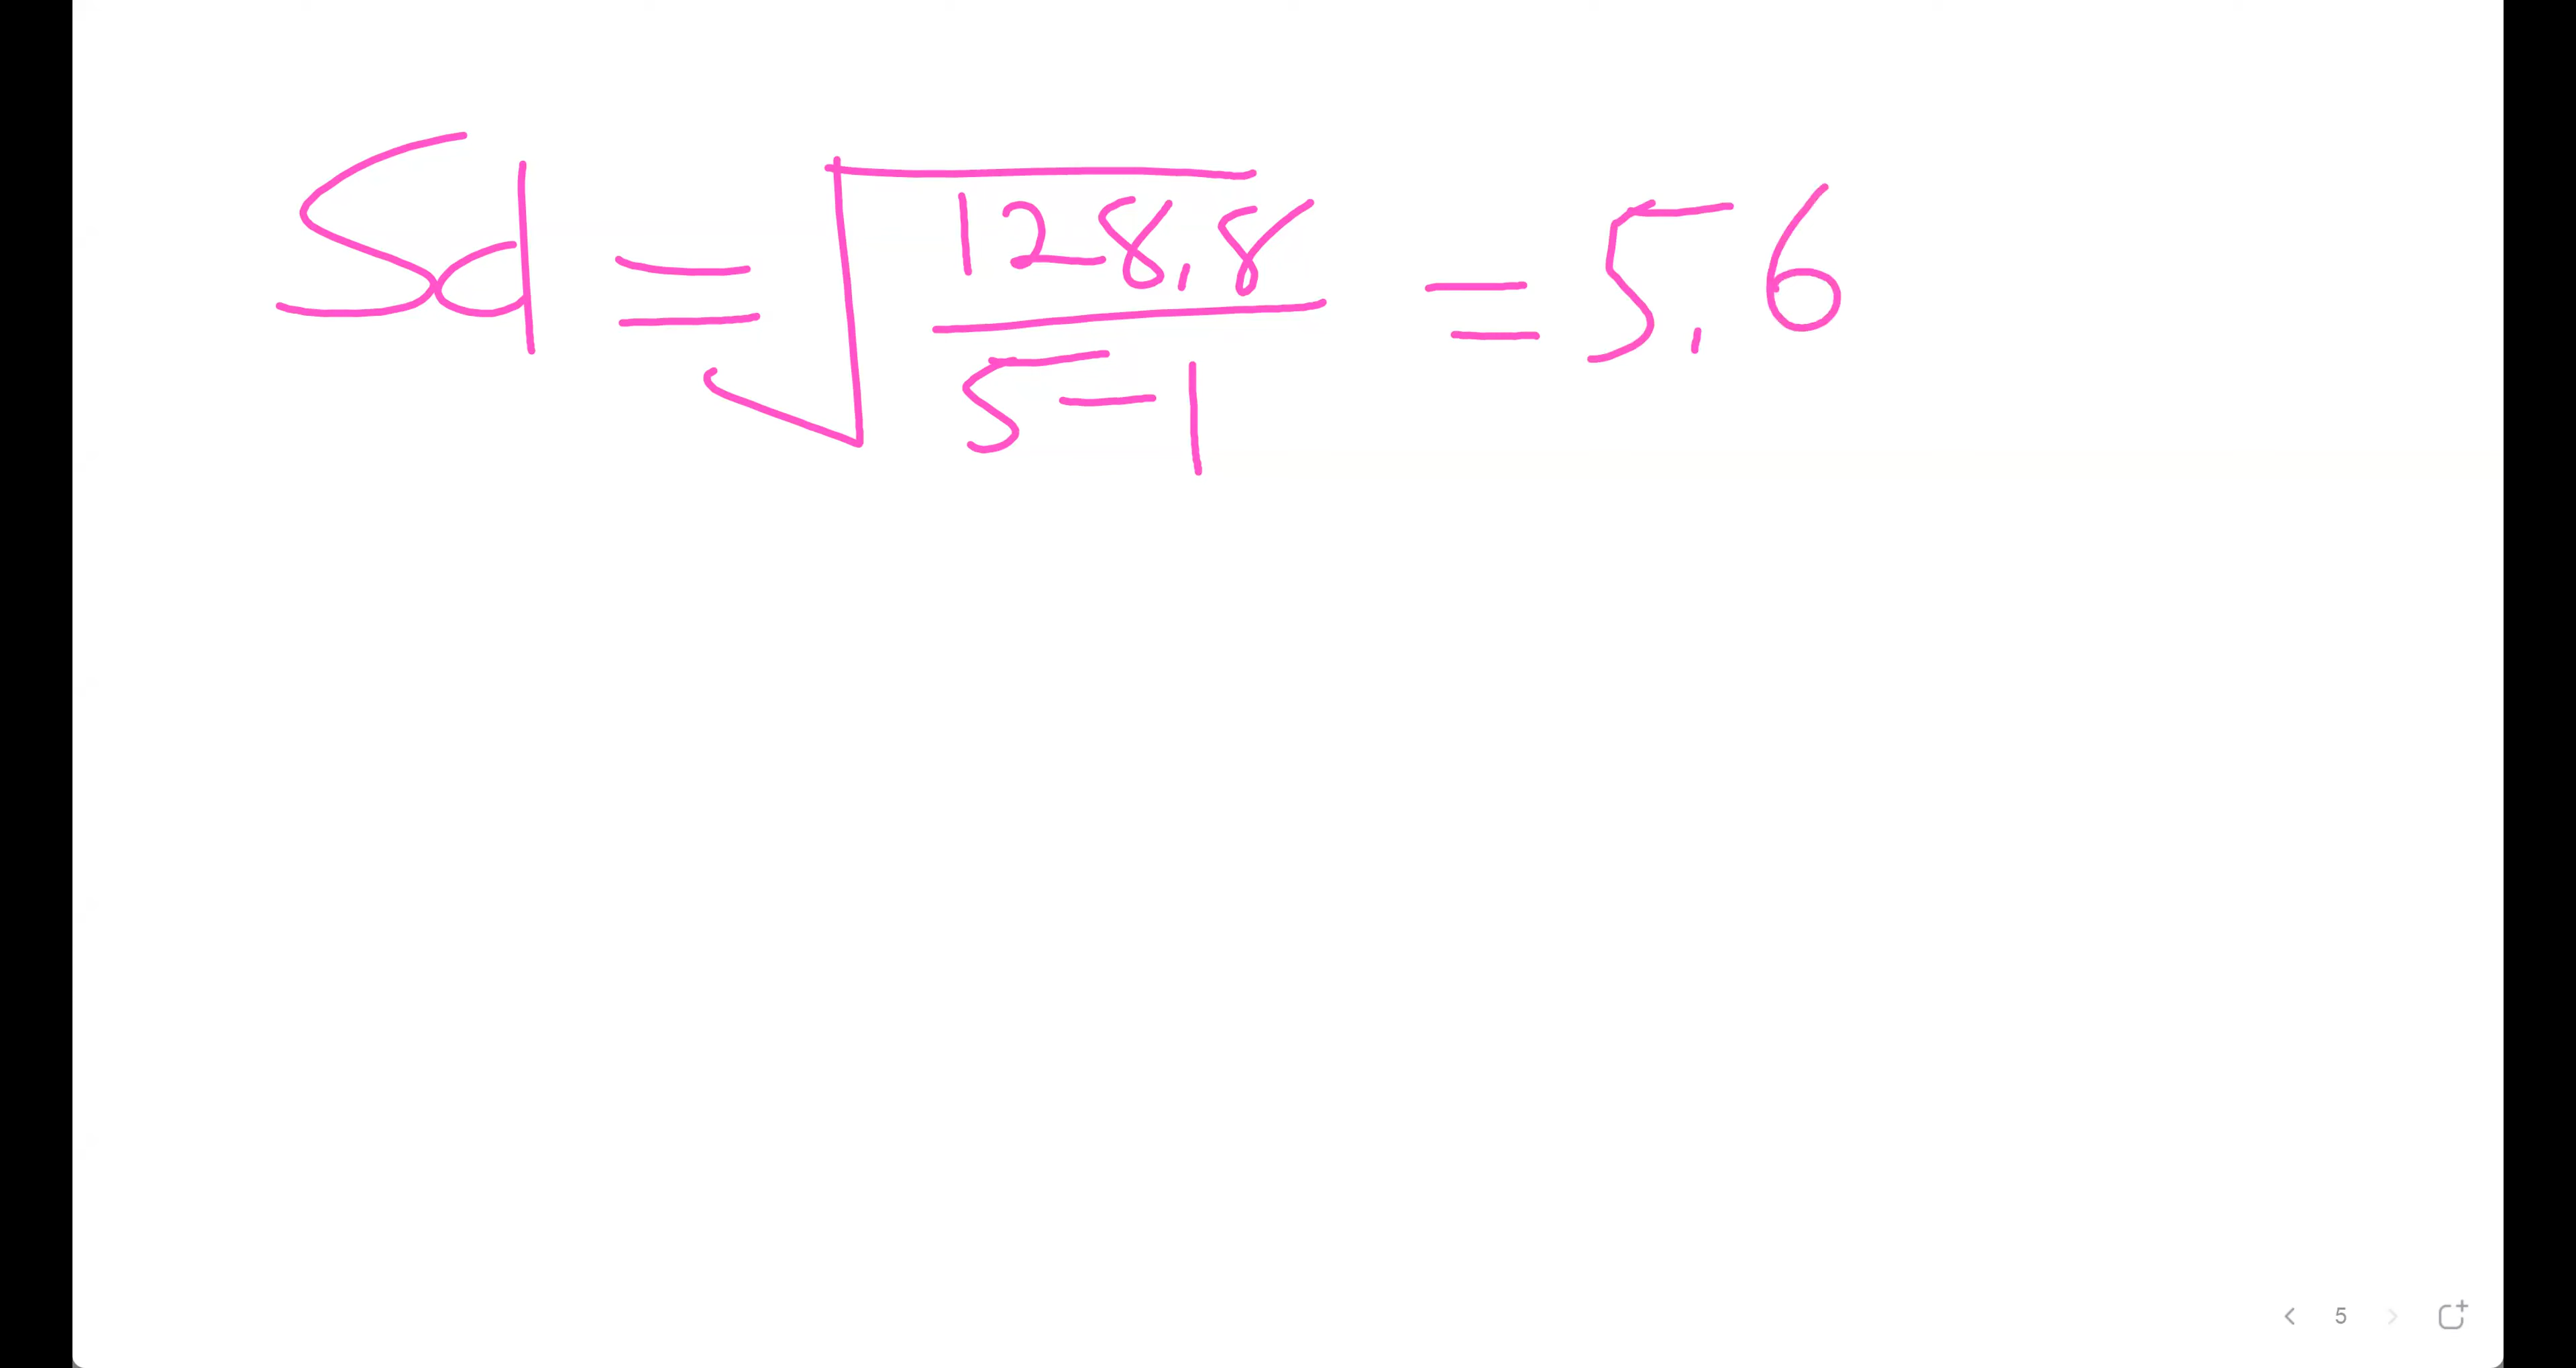 Sd = √(128,8 / (5-1)) = 5,6
5